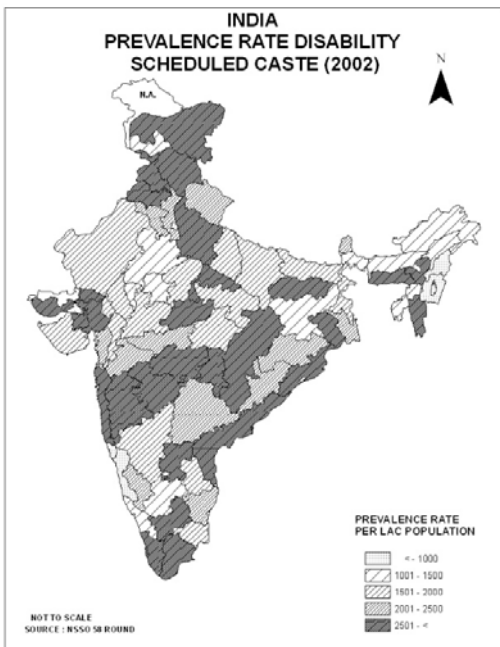 INDIA
PREVALENCE RATE DISABILITY
SCHEDULED CASTE (2002)
N
N.A.
PREVALENCE RATE
PER LAC POPULATION
< - 1000
1001 - 1500
1501 - 2000
2001 - 2500
2501 - <
NOT TO SCALE
SOURCE : NSSO 58 ROUND